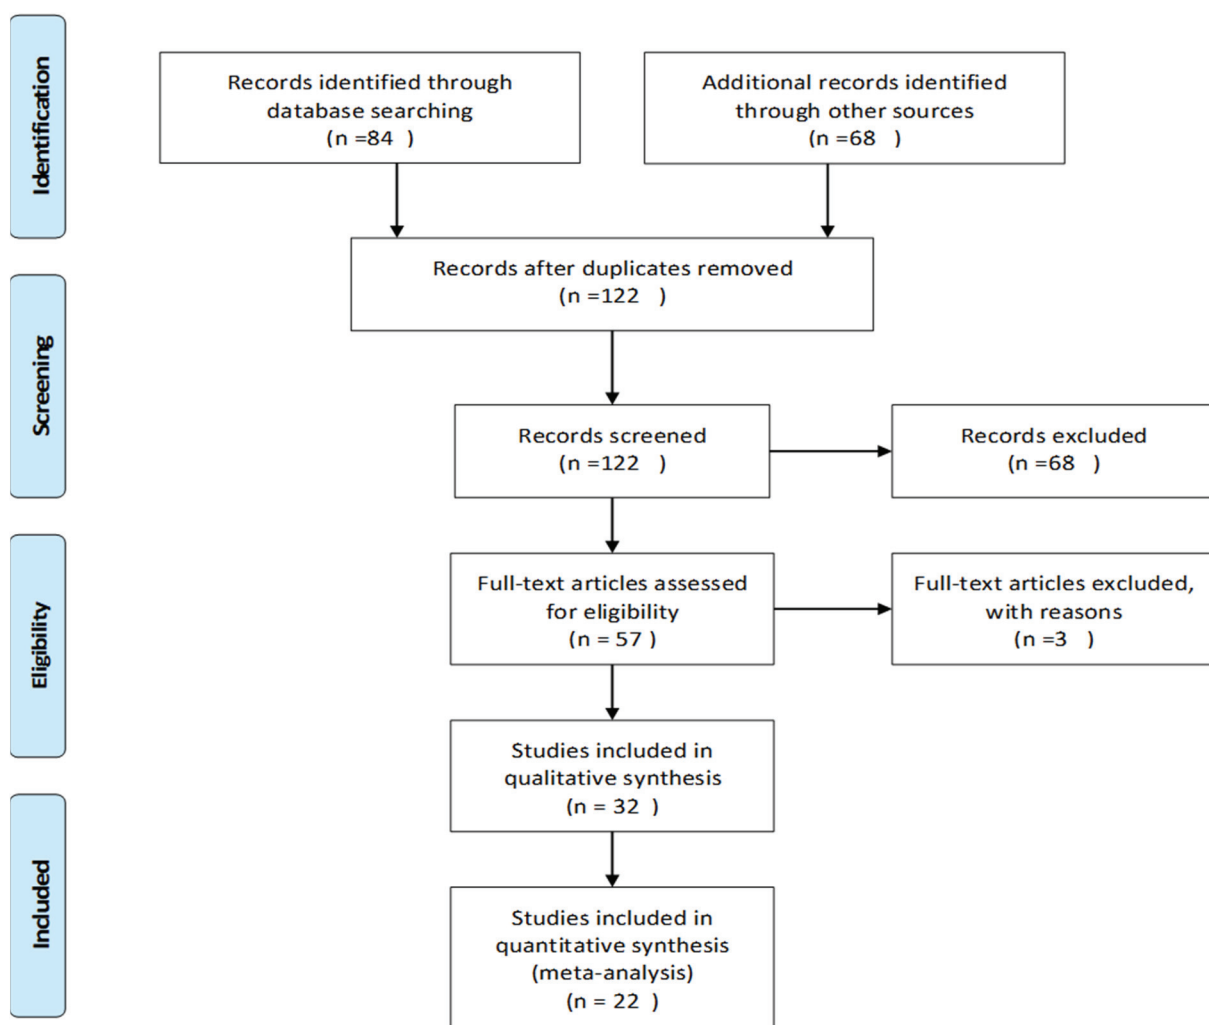 Identification
Records identified through
database searching
(n =84   )
Additional records identified
through other sources
(n =68   )
Records after duplicates removed
(n =122   )
Screening
Records screened
(n =122   )
Records excluded
(n =68   )
Eligibility
Full-text articles assessed
for eligibility
(n = 57 )
Full-text articles excluded,
with reasons
(n =3   )
Studies included in
qualitative synthesis
(n = 32  )
Included
Studies included in
quantitative synthesis
(meta-analysis)
(n = 22  )